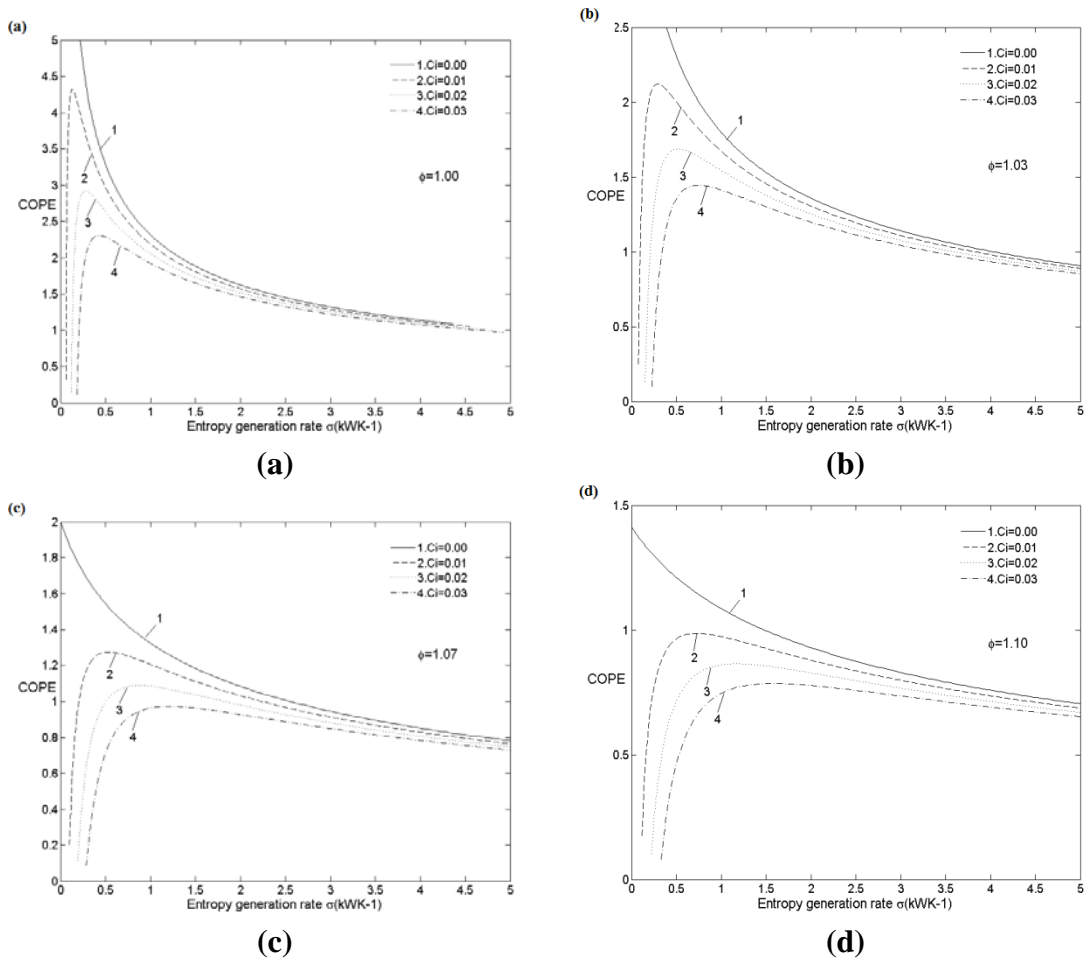 (a)
5
4.5
4
3.5
3
COPE
2.5
2
1.5
1
0.5
0
0 0.5 1 1.5 2 2.5 3 3.5 4 4.5 5
Entropy generation rate σ(kWK-1)
1.Ci=0.00
2.Ci=0.01
3.Ci=0.02
4.Ci=0.03
ϕ=1.00
1
2
3
4
(a)
(b)
2.5
2
1.5
COPE
1
0.5
0
0 0.5 1 1.5 2 2.5 3 3.5 4 4.5 5
Entropy generation rate σ(kWK-1)
1.Ci=0.00
2.Ci=0.01
3.Ci=0.02
4.Ci=0.03
ϕ=1.03
1
2
3
4
(b)
(c)
2
1.8
1.6
1.4
1.2
COPE
1
0.8
0.6
0.4
0.2
0
0 0.5 1 1.5 2 2.5 3 3.5 4 4.5 5
Entropy generation rate σ(kWK-1)
1.Ci=0.00
2.Ci=0.01
3.Ci=0.02
4.Ci=0.03
ϕ=1.07
1
2
3
4
(c)
(d)
1.5
1
COPE
0.5
0
0 0.5 1 1.5 2 2.5 3 3.5 4 4.5 5
Entropy generation rate σ(kWK-1)
1.Ci=0.00
2.Ci=0.01
3.Ci=0.02
4.Ci=0.03
ϕ=1.10
1
2
3
4
(d)